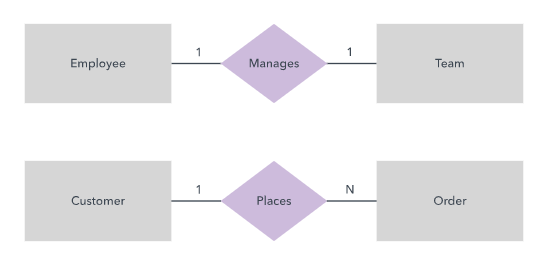 1 1
Employee Manages Team
1 N
Customer Places Order